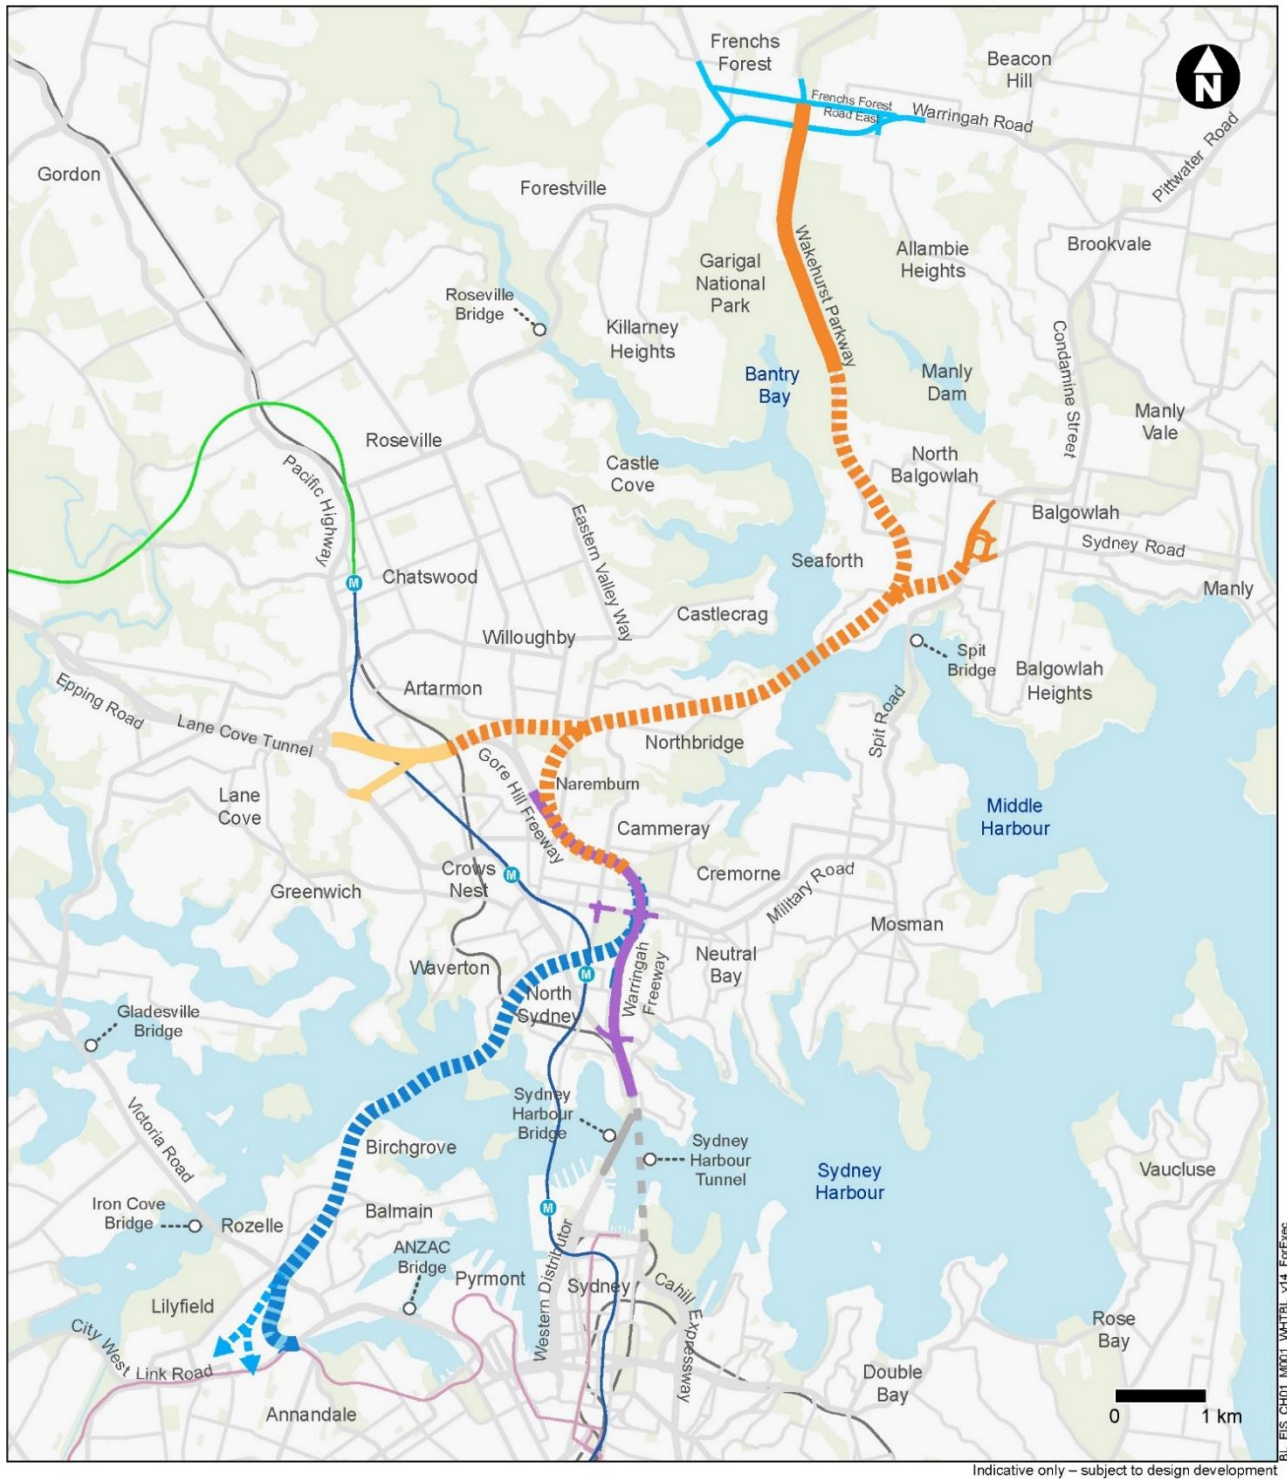 Frenchs
Forest
Beacon
Hill
N
Frenchs Forest
Road East
Warringah Road
Pittwater Road
Gordon
Forestville
Wakehurst Parkway
Allambie
Heights
Brookvale
Garigal
National
Park
Roseville
Bridge
Killarney
Heights
Condamine Street
Bantry
Bay
Manly
Dam
Manly
Vale
Roseville
Pacific Highway
Castle
Cove
North
Balgowlah
Eastern Valley Way
Balgowlah
Sydney Road
Seaforth
M
Chatswood
Manly
Castlecrag
Willoughby
Spit
Bridge
Balgowlah
Heights
Epping Road
Artarmon
Lane Cove Tunnel
Spit Road
Northbridge
Gore Hill Freeway
Naremburn
Lane
Cove
Middle
Harbour
Cammeray
Crows
Nest
M
Cremorne
Military Road
Greenwich
Mosman
Waverton
M
Warringah
Freeway
Neutral
Bay
North
Sydney
Gladesville
Bridge
Victoria Road
Sydney
Harbour
Bridge
Birchgrove
Sydney
Harbour
Tunnel
Sydney
Harbour
Vaucluse
Iron Cove
Bridge
Rozelle
Balmain
M
ANZAC
Bridge
Pyrmont
Western Distributor
Sydney
Cahill Expressway
Lilyfield
City West
Link Road
Rose
Bay
Double
Bay
Annandale
0 1 km
BL_EIS_CH01_M001_WHTBL_v14_ForExec
Indicative only – subject to design development